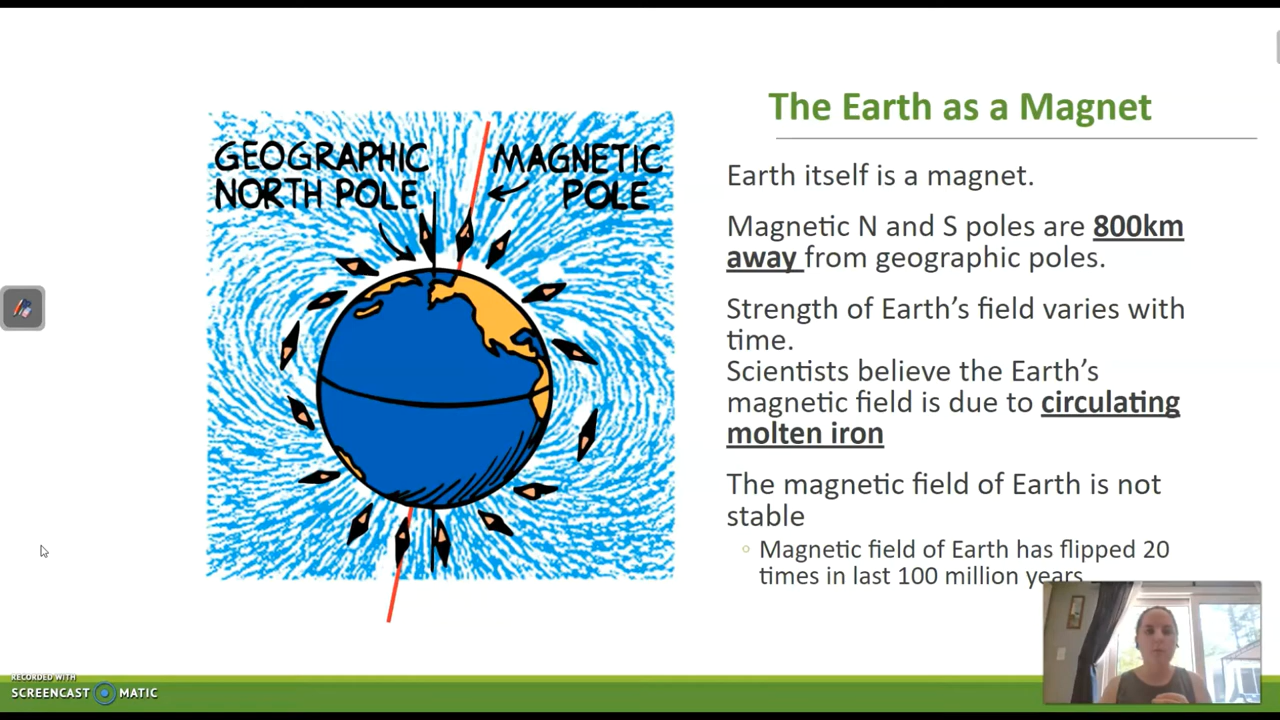 The Earth as a Magnet
GEOGRAPHIC
NORTH POLE
MAGNETIC
POLE
Earth itself is a magnet.
Magnetic N and S poles are 800km
away from geographic poles.
Strength of Earth's field varies with
time.
Scientists believe the Earth's
magnetic field is due to circulating
molten iron
The magnetic field of Earth is not
stable
Magnetic field of Earth has flipped 20
times in last 100 million years
RECORDED WITH
SCREENCAST MATIC